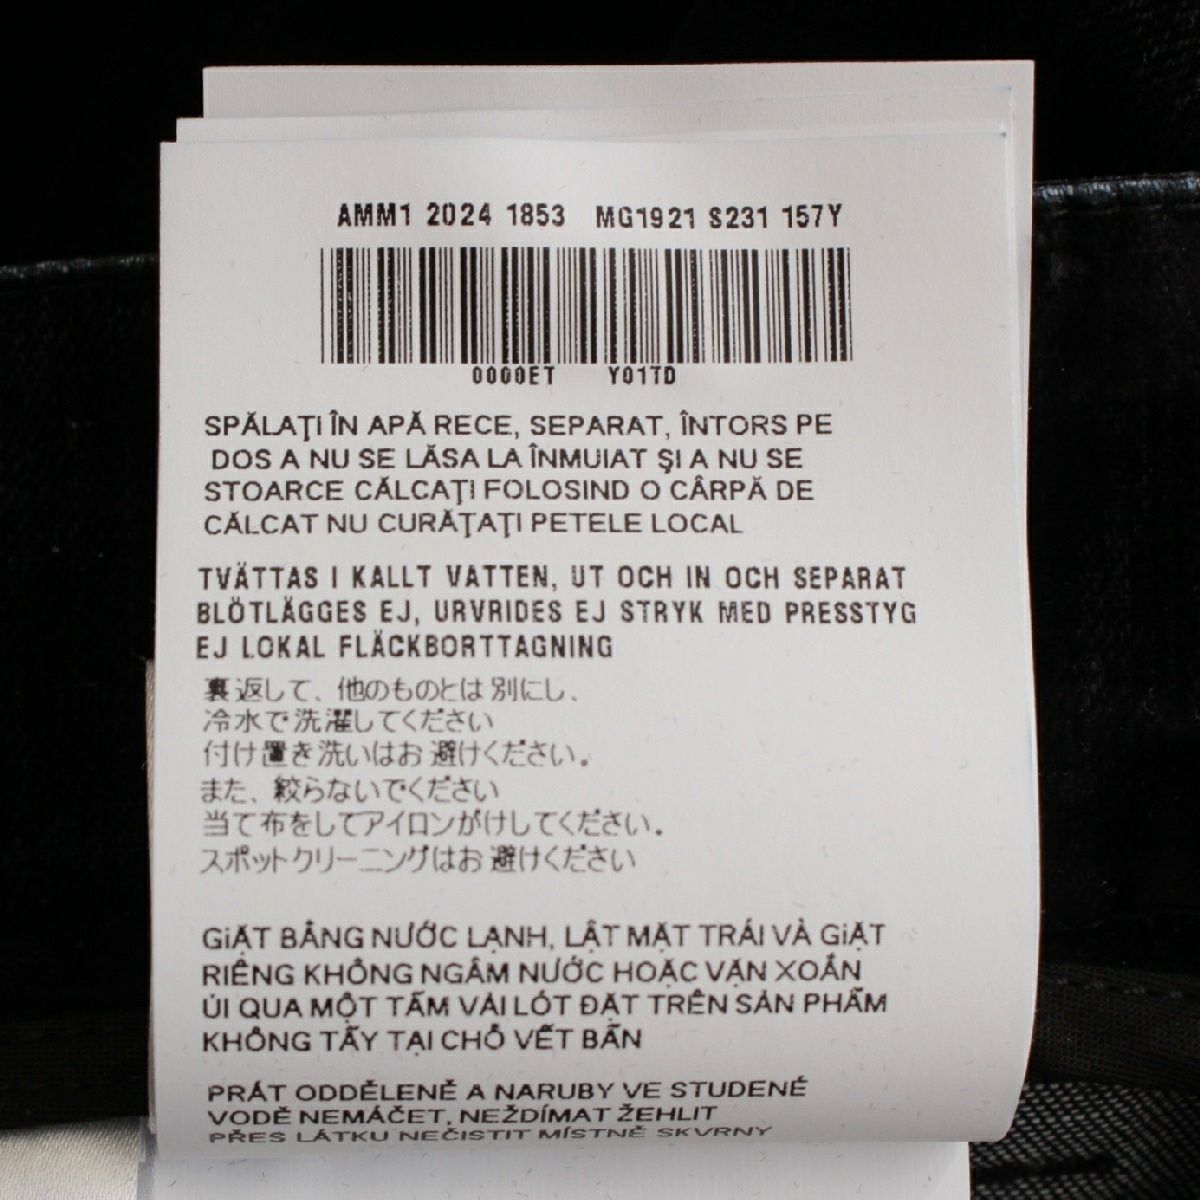 AMM1 2024 1853 MG1921 S231 157Y
0000ET Y01TD
SPĂLAŢI ÎN APĂ RECE, SEPARAT, ÎNTORS PE
DOS A NU SE LĂSA LA ÎNMUIAT ŞI A NU SE
STOARCE CĂLCAŢI FOLOSIND O CÂRPĂ DE
CĂLCAT NU CURĂŢAŢI PETELE LOCAL
TVÄTTAS I KALLT VATTEN, UT OCH IN OCH SEPARAT
BLÖTLÄGGES EJ, URVRIDES EJ STRYK MED PRESSTYG
EJ LOKAL FLÄCKBORTTAGNING
裏返して、他のものとは別にし、
冷水で洗濯してください
付け置き洗いはお避けください。
また、絞らないでください
当て布をしてアイロンがけしてください。
スポットクリーニングはお避けください
GiẶT BẰNG NƯỚC LẠNH, LẬT MẶT TRÁI VÀ GiẶT
RIÊNG KHÔNG NGÂM NƯỚC HOẶC VẶN XOẮN
ỦI QUA MỘT TẤM VẢI LÓT ĐẶT TRÊN SẢN PHẨM
KHÔNG TẨY TẠI CHỖ VẾT BẨN
PRÁT ODDĚLENĚ A NARUBY VE STUDENÉ
VODĚ NEMÁČET, NEŽDÍMAT ŽEHLIT
PŘES LÁTKU NEČISTIT MÍSTNĚ SKVRNY